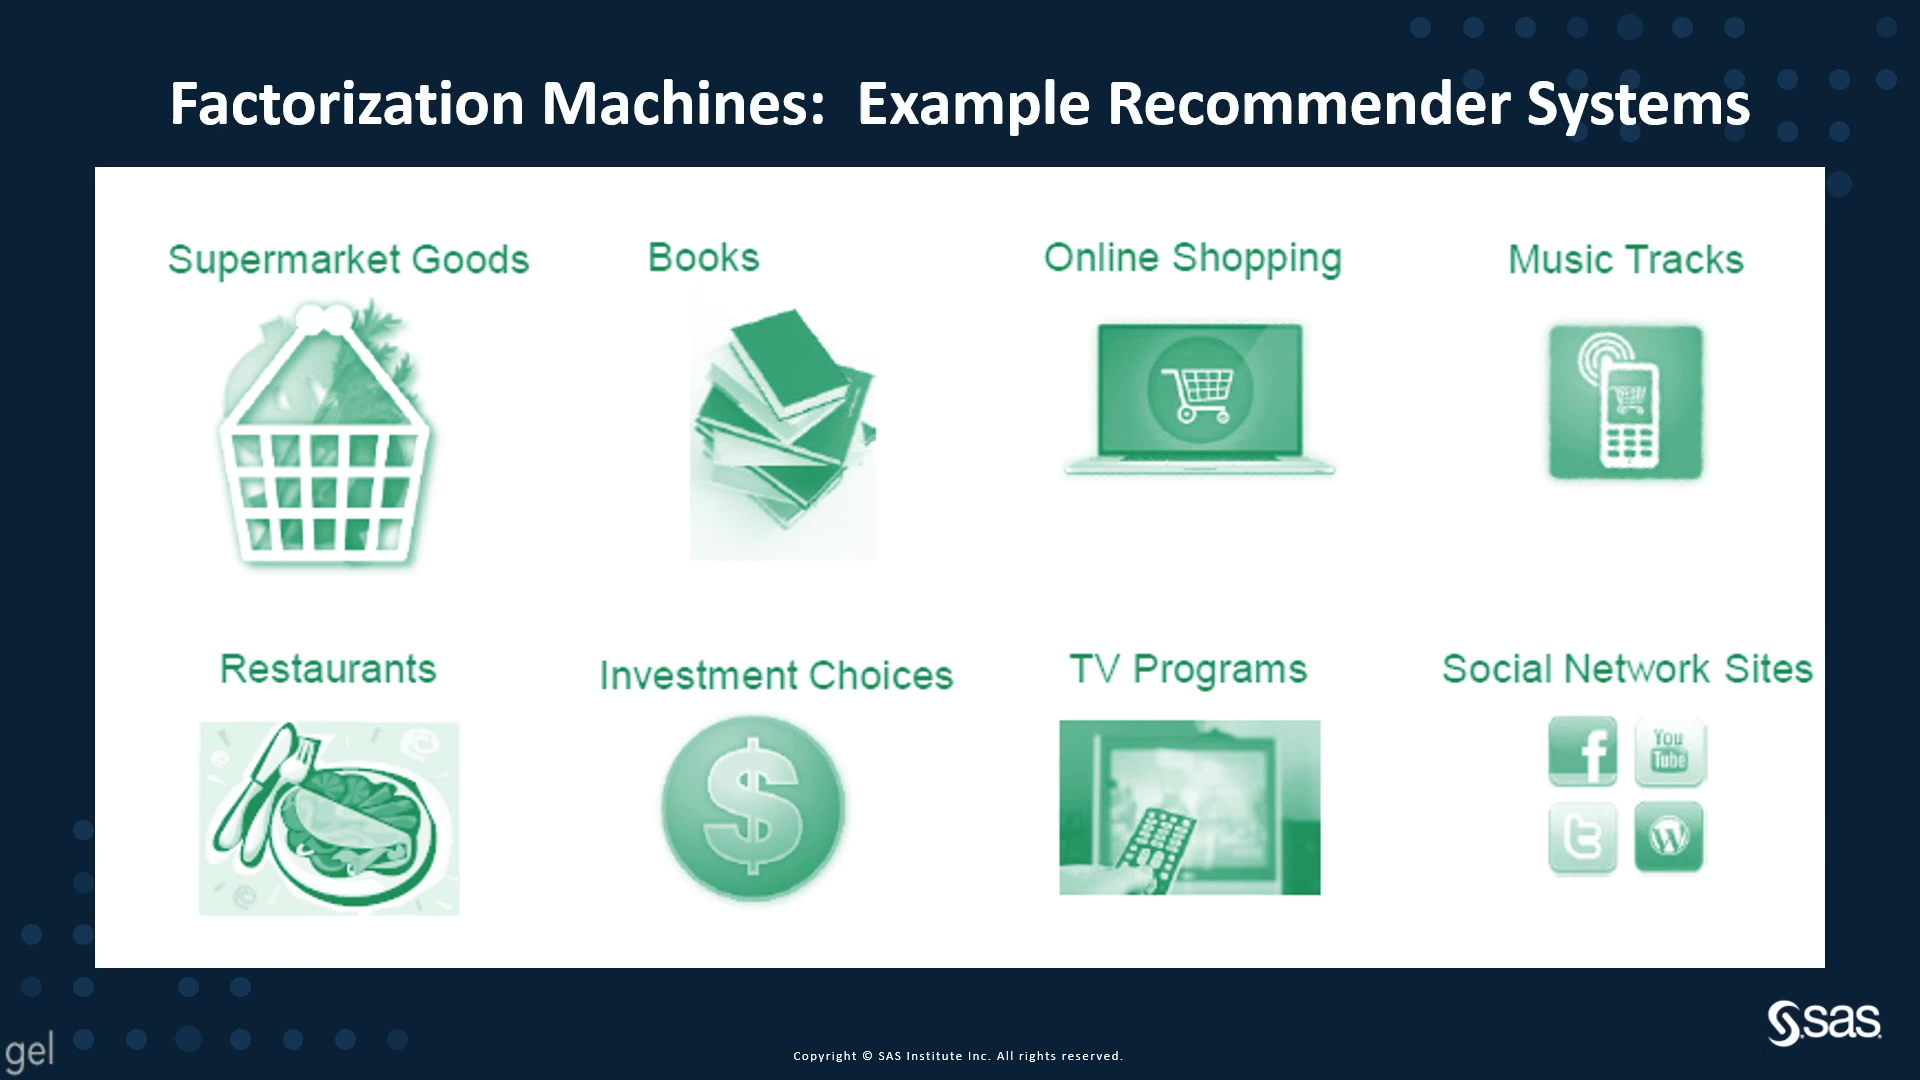 Factorization Machines: Example Recommender Systems
Supermarket Goods
Books
Online Shopping
Music Tracks
Restaurants
Investment Choices
TV Programs
Social Network Sites
$
f
You
Tube
t
W
gel
Copyright © SAS Institute Inc. All rights reserved.
sas